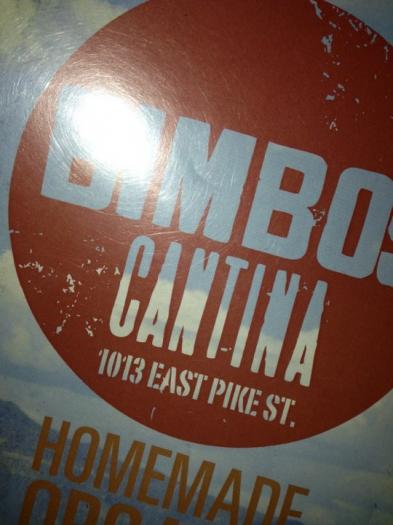 BIMBOS
CANTINA
1013 EAST PIKE ST.
HOMEMADE